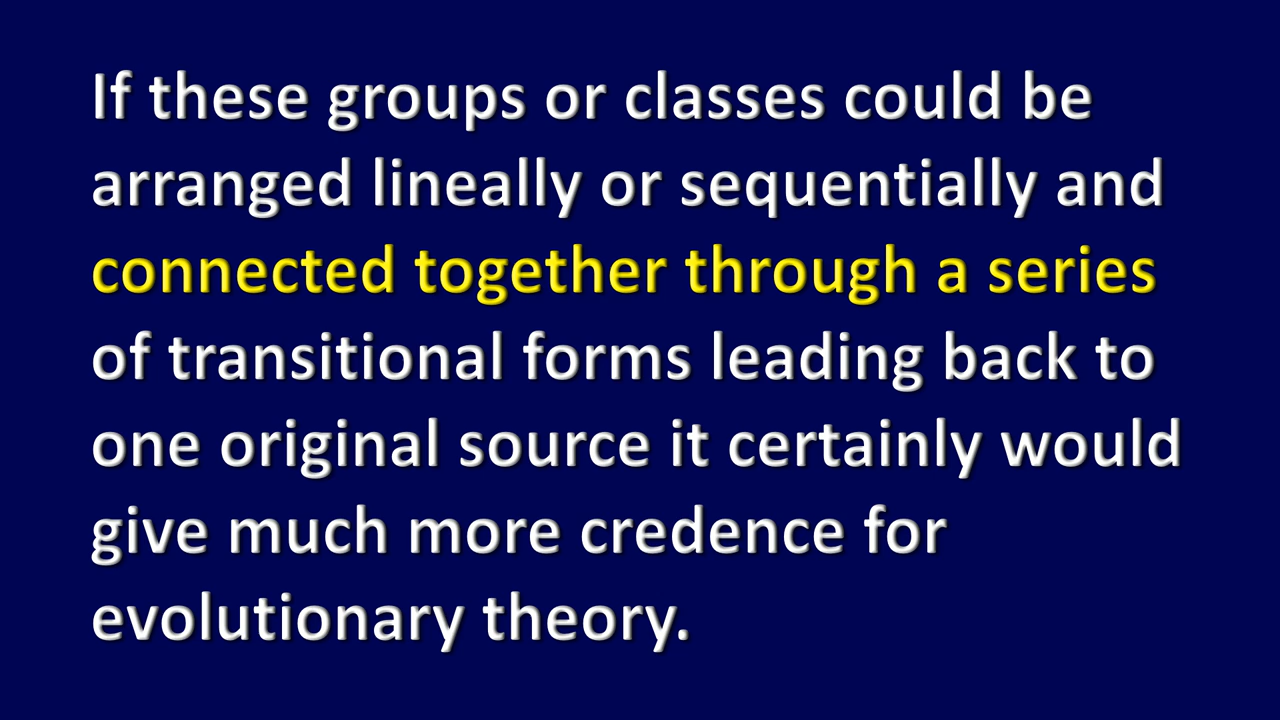 If these groups or classes could be
arranged lineally or sequentially and
connected together through a series
of transitional forms leading back to
one original source it certainly would
give much more credence for
evolutionary theory.